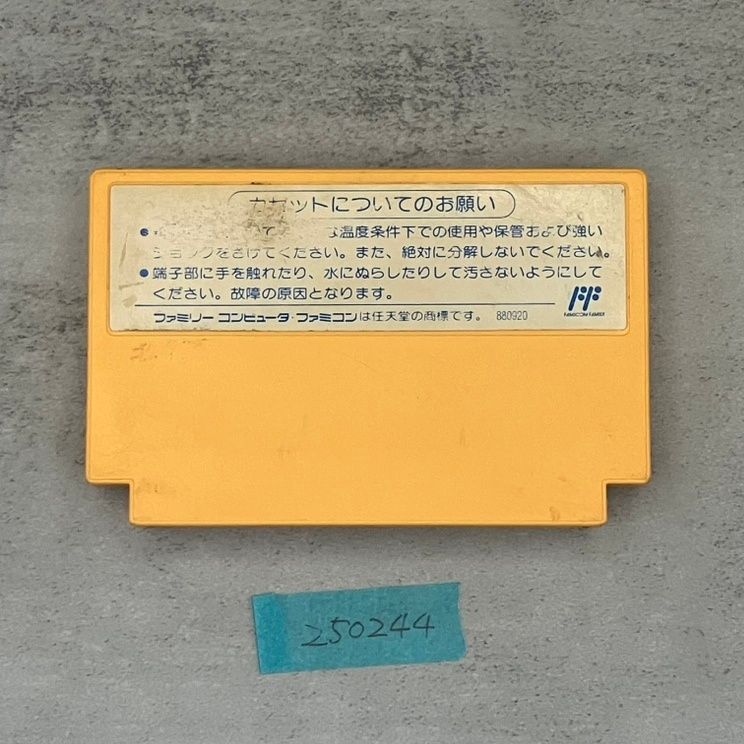 カセットについてのお願い
● な温度条件下での使用や保管および強い
ショックをさけてください。また、絶対に分解しないでください。
● 端子部に手を触れたり、水にぬらしたりして汚さないようにして
ください。故障の原因となります。
FF
FAMICOM FAMILY
ファミリーコンピュータ・ファミコンは任天堂の商標です。 880920
250244